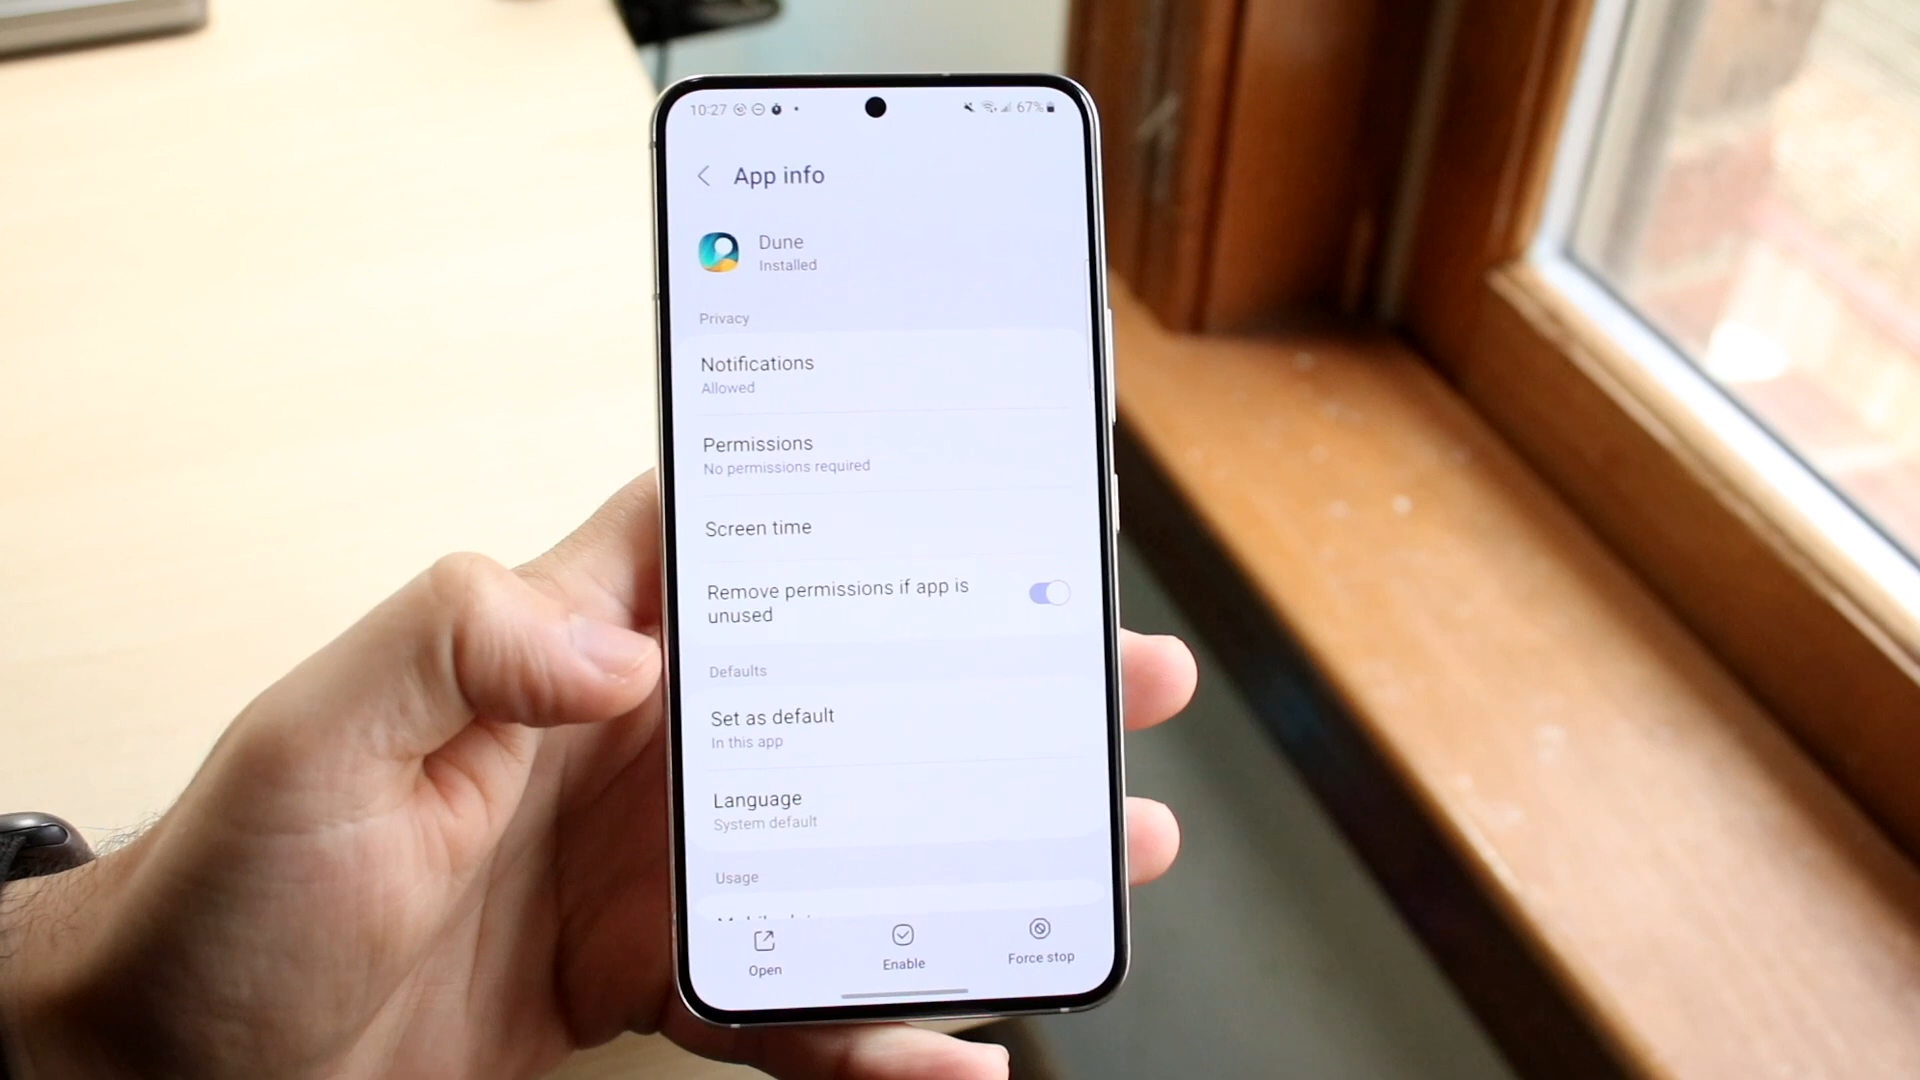 10:27 67%
App info
Dune
Installed
Privacy
Notifications
Allowed
Permissions
No permissions required
Screen time
Remove permissions if app is
unused
Defaults
Set as default
In this app
Language
System default
Usage
Open Enable Force stop